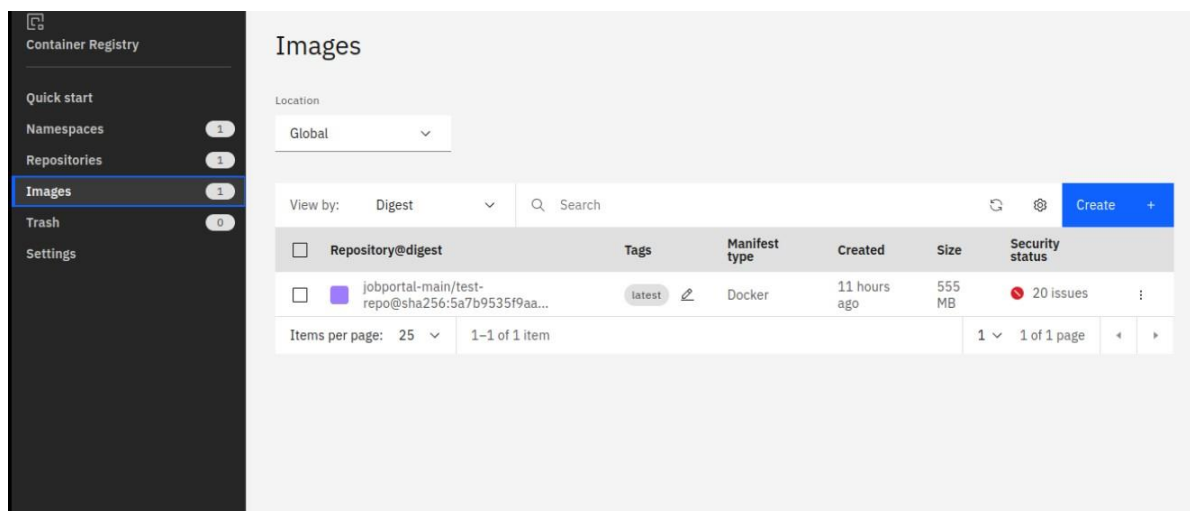 Container Registry
Quick start
Namespaces 1
Repositories 1
Images 1
Trash 0
Settings
Images
Location
Global
View by: Digest Search Create +
Repository@digest Tags Manifest type Created Size Security status
jobportal-main/test-
repo@sha256:5a7b9535f9aa...
latest Docker 11 hours ago 555 MB 20 issues
Items per page: 25 1–1 of 1 item 1 1 of 1 page